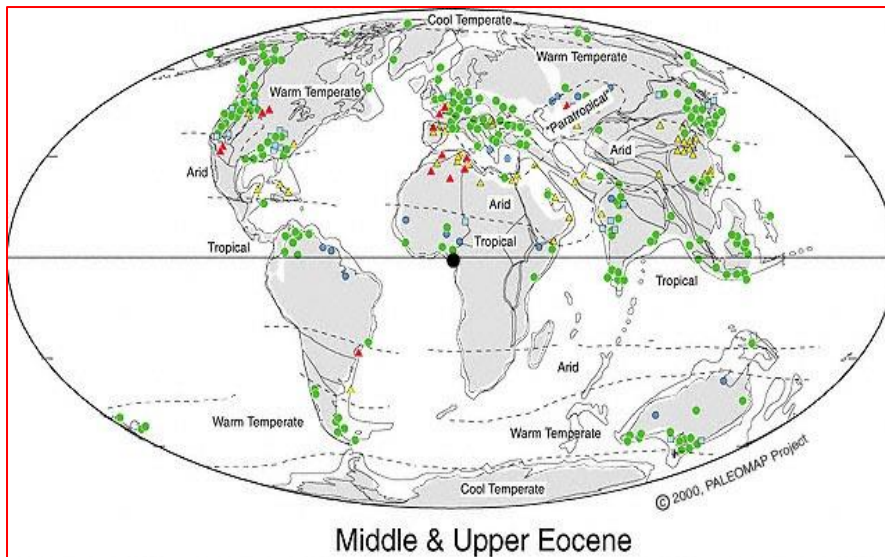 Cool Temperate
Warm Temperate
Warm Temperate
"Paratropical"
Arid
Arid
Arid
Tropical
Tropical
Tropical
Arid
Warm Temperate
Warm Temperate
Cool Temperate
© 2000, PALEOMAP Project
Middle & Upper Eocene